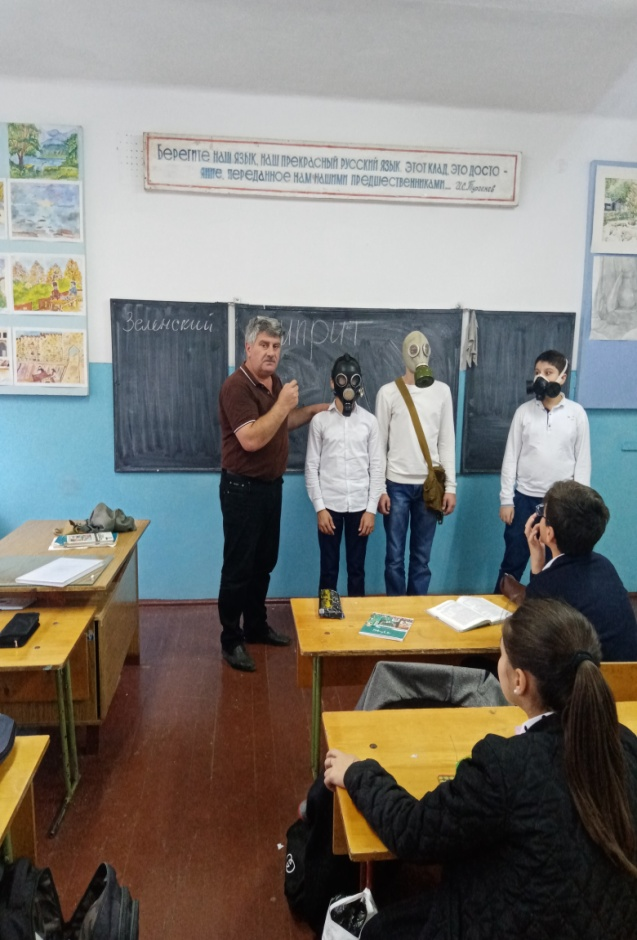 Берегите наш язык, наш прекрасный русский язык, этот клад, это досто-
яние, переданное нам нашими предшественниками... И.С.Тургенев
Зеленский